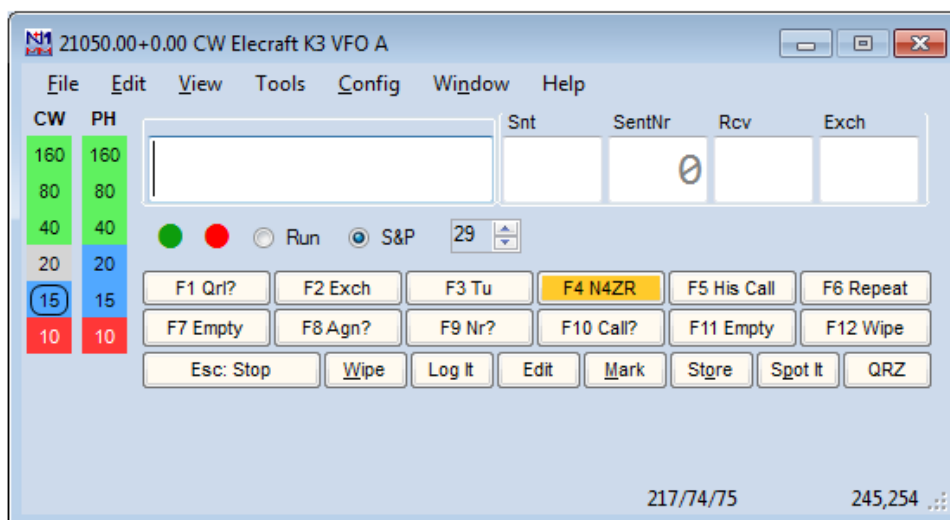 N1MM 21050.00+0.00 CW Elecraft K3 VFO A
File Edit View Tools Config Window Help
CW PH Snt SentNr Rcv Exch
160 160
80 80 0
40 40 Run S&P 29
20 20
15 15 F1 Qrl? F2 Exch F3 Tu F4 N4ZR F5 His Call F6 Repeat
10 10 F7 Empty F8 Agn? F9 Nr? F10 Call? F11 Empty F12 Wipe
Esc: Stop Wipe Log It Edit Mark Store Spot It QRZ
217/74/75 245,254